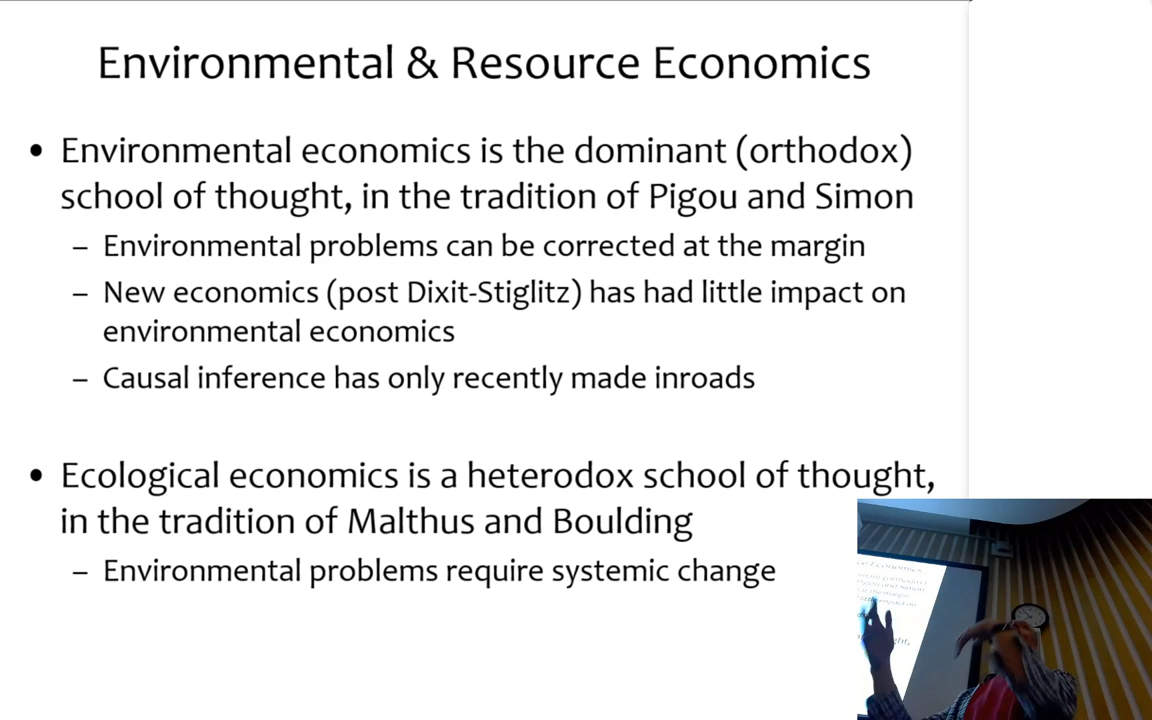 Environmental & Resource Economics
• Environmental economics is the dominant (orthodox)
school of thought, in the tradition of Pigou and Simon
– Environmental problems can be corrected at the margin
– New economics (post Dixit-Stiglitz) has had little impact on
environmental economics
– Causal inference has only recently made inroads
• Ecological economics is a heterodox school of thought,
in the tradition of Malthus and Boulding
– Environmental problems require systemic change